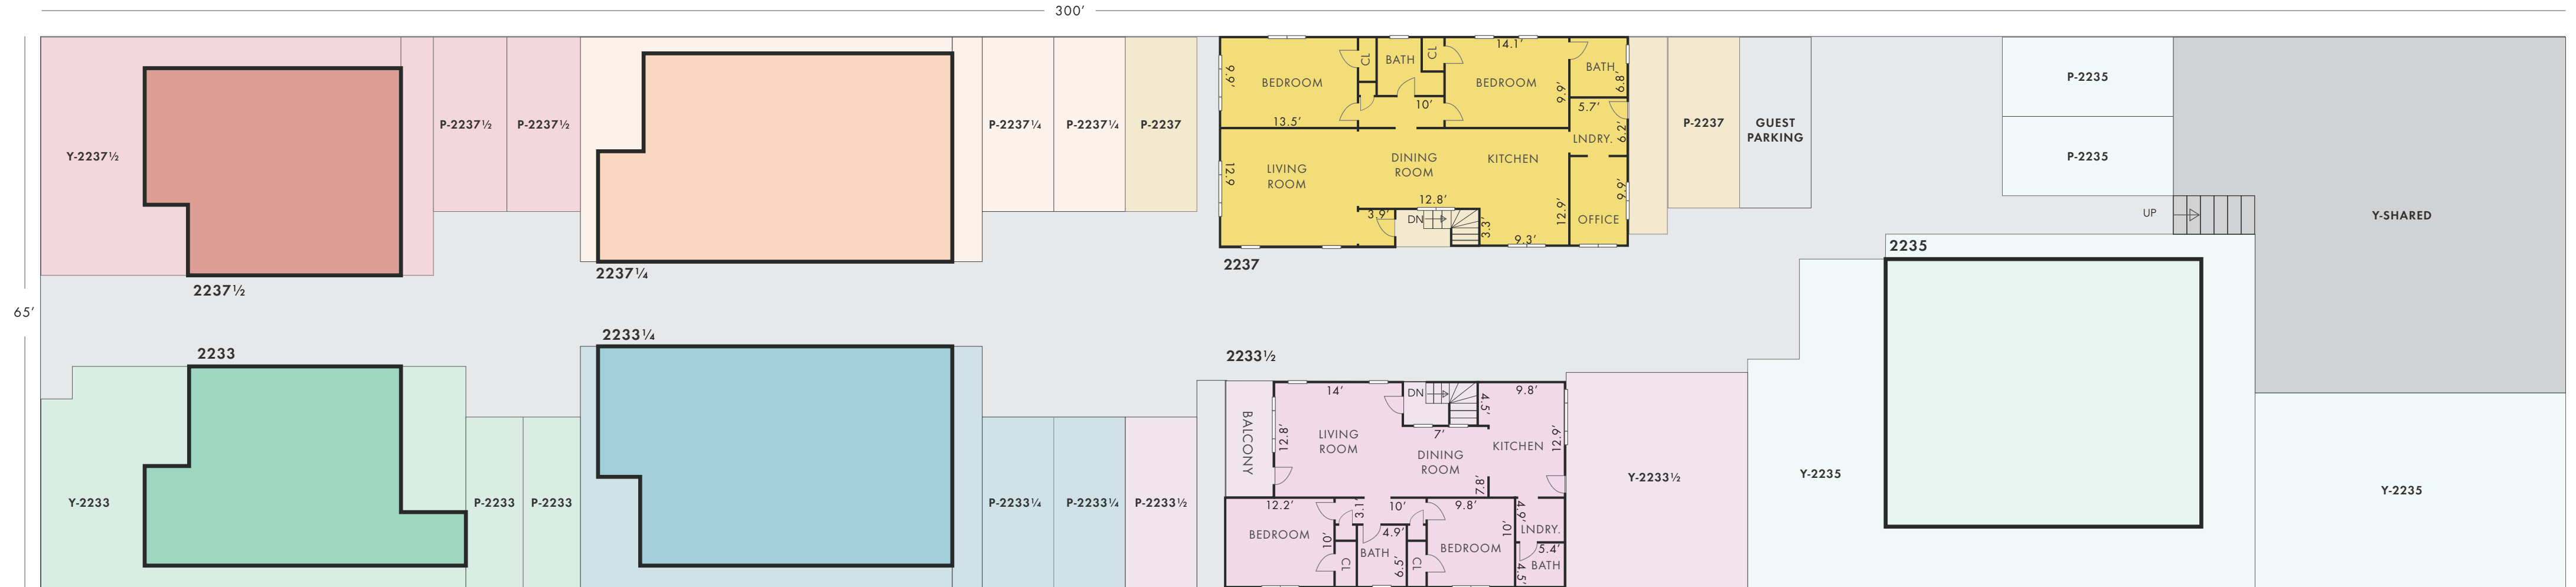 300'
65'
Y-2237½
P-2237½
P-2237½
2237½
2237¼
P-2237¼
P-2237¼
P-2237
BEDROOM
9.9'
13.5'
CL
BATH
CL
10'
14.1'
BEDROOM
9.9'
BATH
6.8'
5.7'
LNDRY.
6.2'
LIVING
ROOM
12.9
DINING
ROOM
12.8'
3.9'
DN
3.3'
KITCHEN
9.3'
12.9'
OFFICE
9.9'
2237
P-2237
GUEST
PARKING
P-2235
P-2235
UP
Y-SHARED
2235
Y-2235
Y-2235
2233
Y-2233
P-2233
P-2233
2233¼
P-2233¼
P-2233¼
P-2233½
2233½
BALCONY
14'
12.8'
LIVING
ROOM
DN
4.5'
7'
DINING
ROOM
9.8'
KITCHEN
12.9'
7.8'
12.2'
BEDROOM
10'
3.1'
CL
10'
4.9'
BATH
6.5'
CL
9.8'
BEDROOM
10'
4.9'
LNDRY.
5.4'
BATH
4.5'
Y-2233½